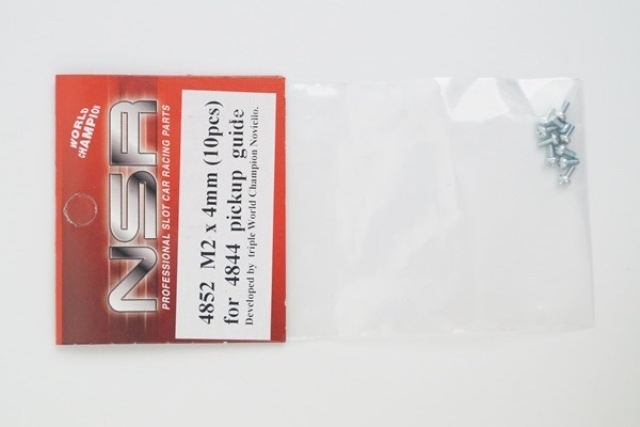 WORLD
CHAMPION
NSR
PROFESSIONAL SLOT CAR RACING PARTS
4852 M2 x 4mm (10pcs)
for 4844 pickup guide
Developed by triple World Champion Noviello.